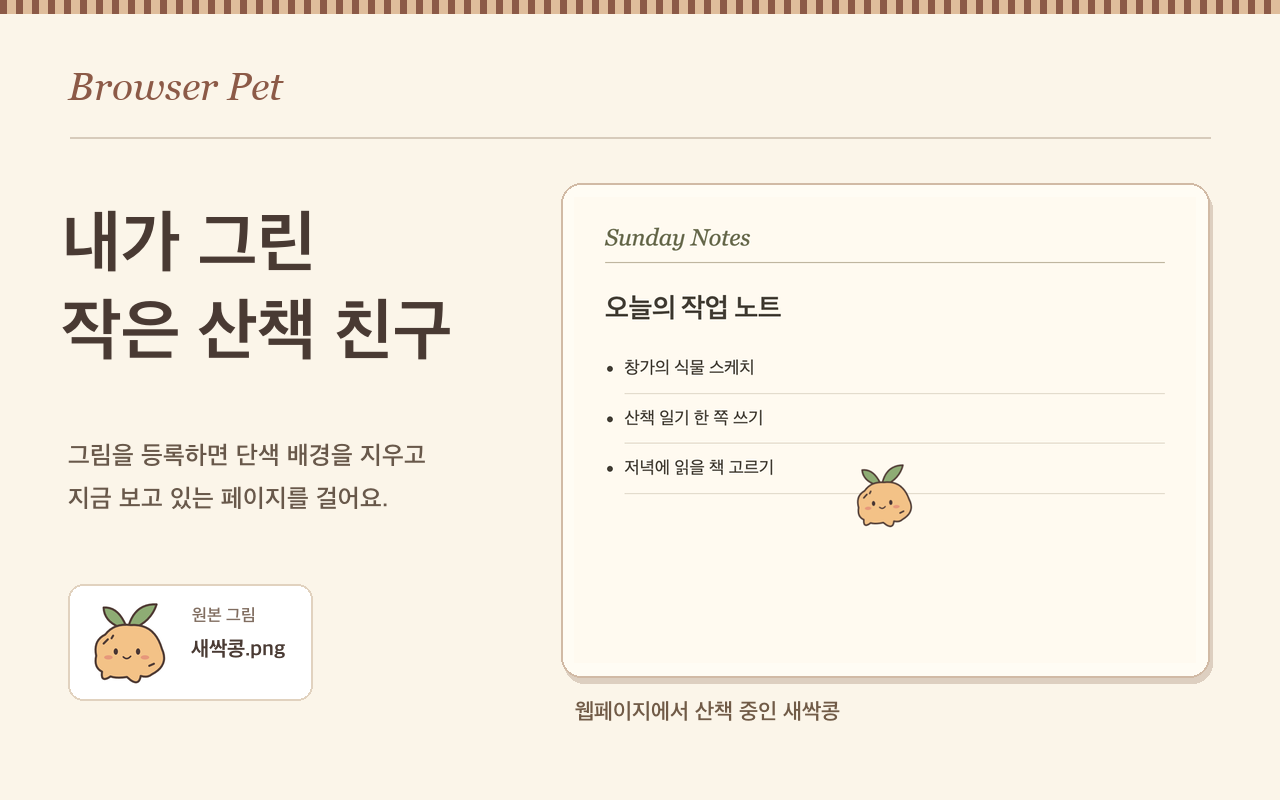 Browser Pet
내가 그린
작은 산책 친구
그림을 등록하면 단색 배경을 지우고
지금 보고 있는 페이지를 걸어요.
원본 그림
새싹콩.png
Sunday Notes
오늘의 작업 노트
• 창가의 식물 스케치
• 산책 일기 한 쪽 쓰기
• 저녁에 읽을 책 고르기
웹페이지에서 산책 중인 새싹콩